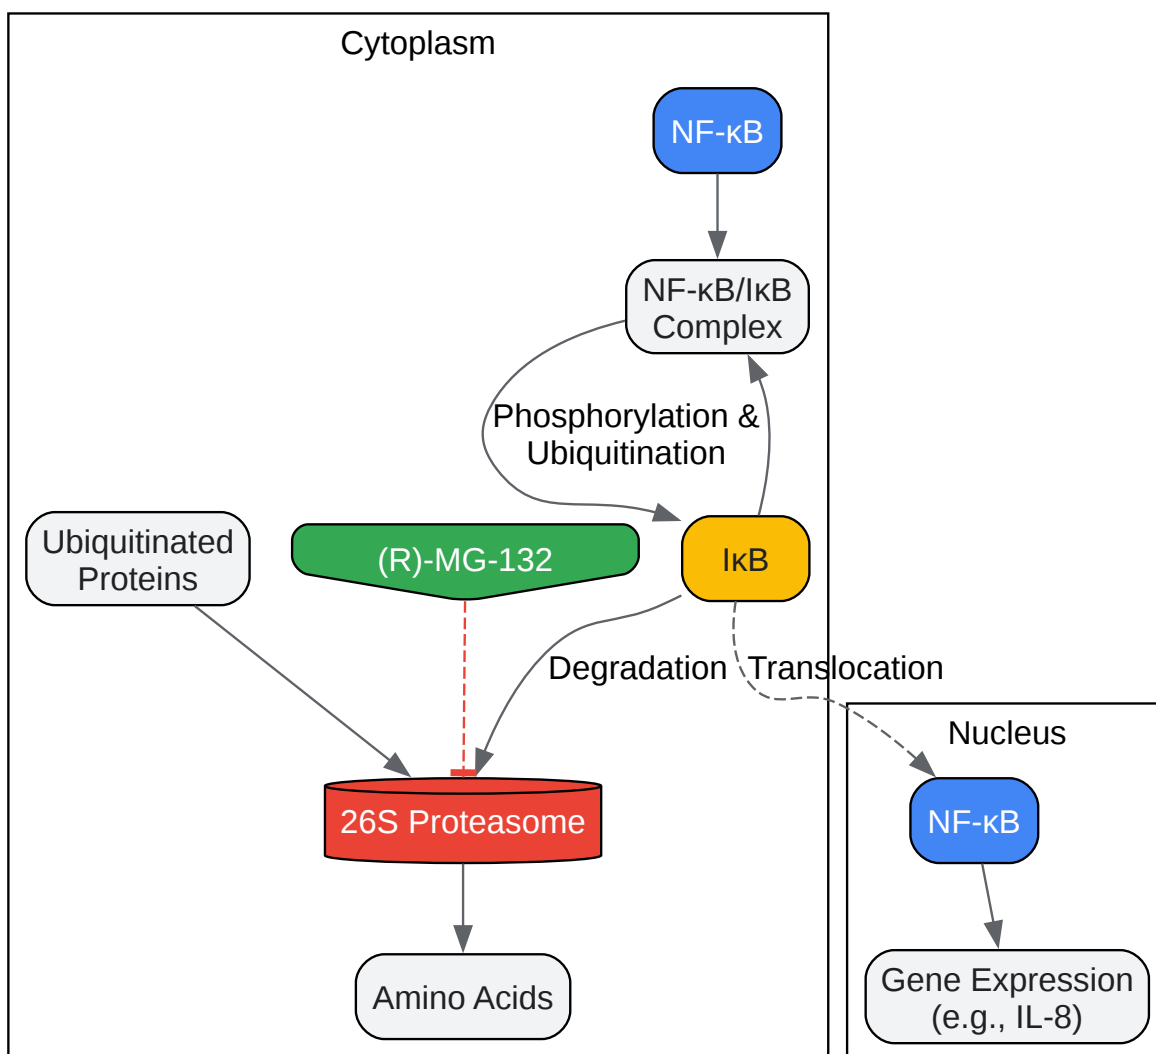 Cytoplasm
NF-κB
NF-κB/IκB
Complex
Phosphorylation &
Ubiquitination
Ubiquitinated
Proteins
(R)-MG-132
IκB
Degradation
Translocation
Nucleus
26S Proteasome
NF-κB
Amino Acids
Gene Expression
(e.g., IL-8)